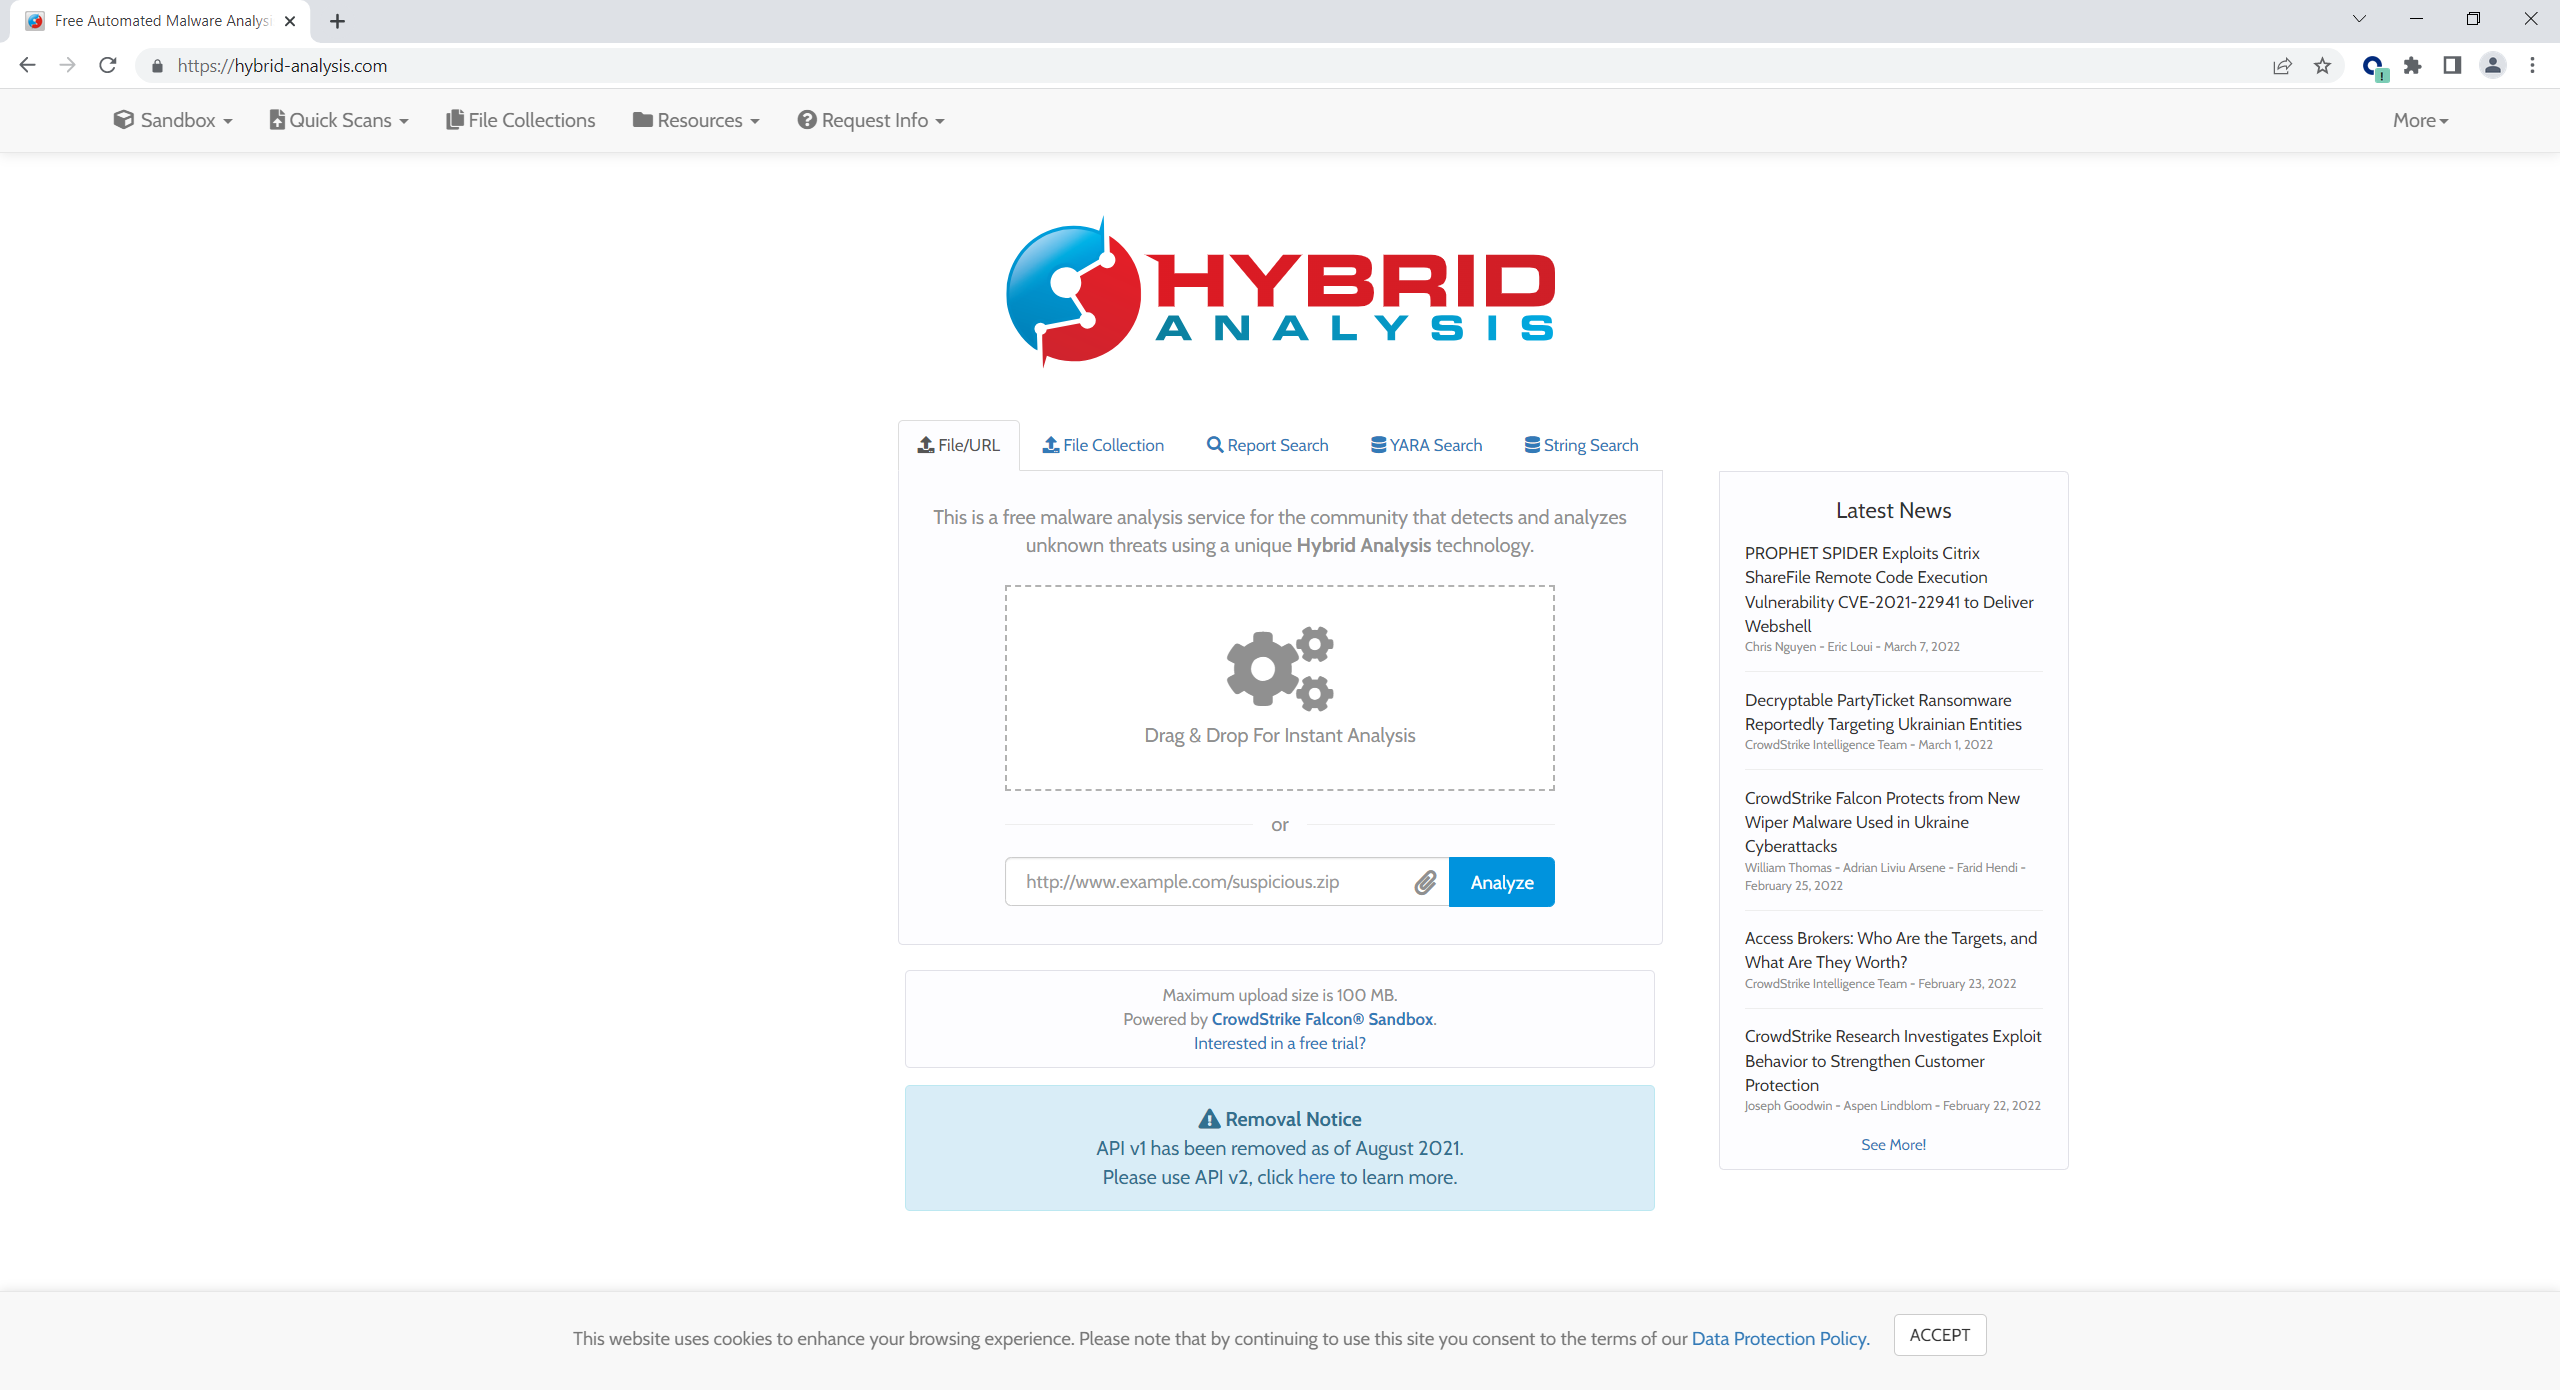 Free Automated Malware Analysi
https://hybrid-analysis.com
Sandbox
Quick Scans
File Collections
Resources
Request Info
More
HYBRID
ANALYSIS
File/URL
File Collection
Report Search
YARA Search
String Search
This is a free malware analysis service for the community that detects and analyzes
unknown threats using a unique Hybrid Analysis technology.
Drag & Drop For Instant Analysis
or
http://www.example.com/suspicious.zip
Analyze
Maximum upload size is 100 MB.
Powered by CrowdStrike Falcon® Sandbox.
Interested in a free trial?
Removal Notice
API v1 has been removed as of August 2021.
Please use API v2, click here to learn more.
Latest News
PROPHET SPIDER Exploits Citrix
ShareFile Remote Code Execution
Vulnerability CVE-2021-22941 to Deliver
Webshell
Chris Nguyen - Eric Loui - March 7, 2022
Decryptable PartyTicket Ransomware
Reportedly Targeting Ukrainian Entities
CrowdStrike Intelligence Team - March 1, 2022
CrowdStrike Falcon Protects from New
Wiper Malware Used in Ukraine
Cyberattacks
William Thomas - Adrian Liviu Arsene - Farid Hendi -
February 25, 2022
Access Brokers: Who Are the Targets, and
What Are They Worth?
CrowdStrike Intelligence Team - February 23, 2022
CrowdStrike Research Investigates Exploit
Behavior to Strengthen Customer
Protection
Joseph Goodwin - Aspen Lindblom - February 22, 2022
See More!
This website uses cookies to enhance your browsing experience. Please note that by continuing to use this site you consent to the terms of our Data Protection Policy.
ACCEPT